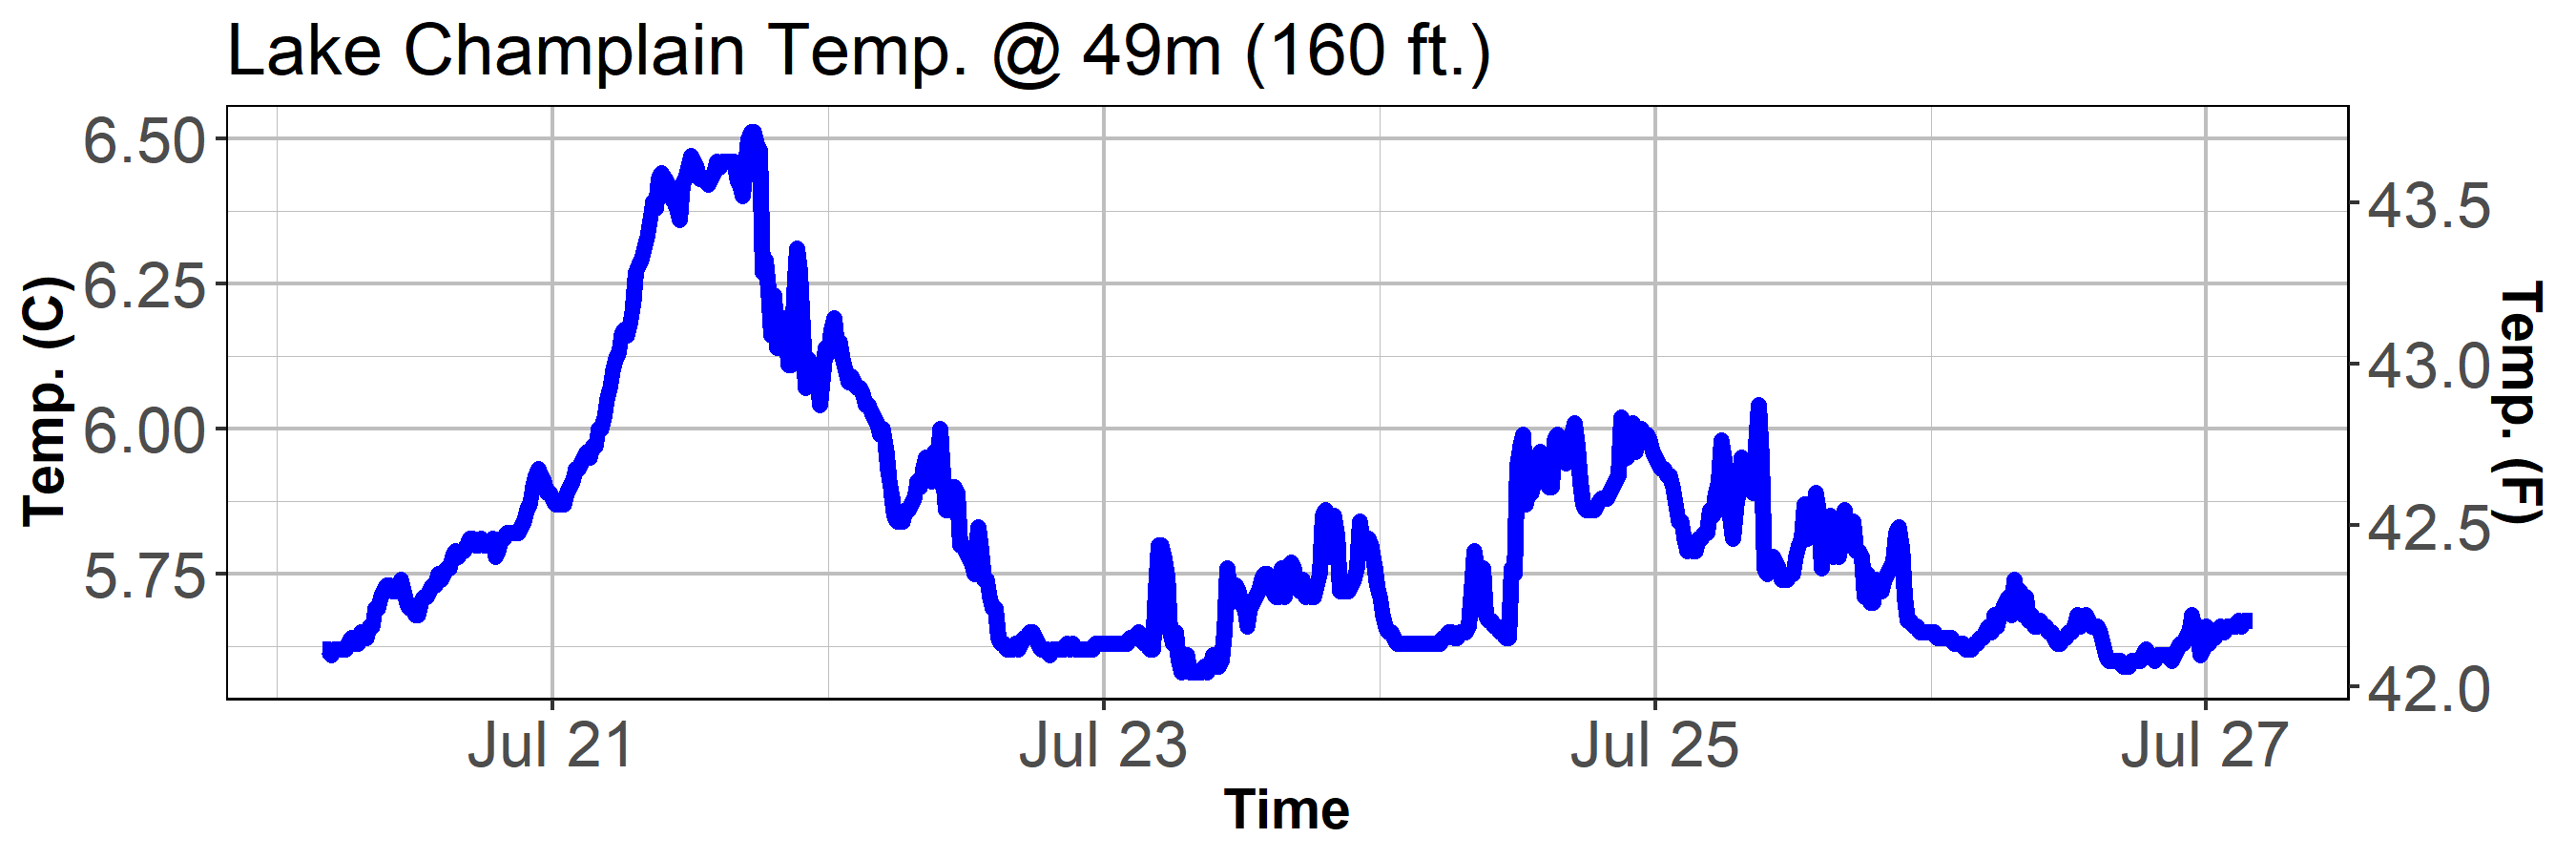 Lake Champlain Temp. @ 49m (160 ft.)
6.50
6.25
6.00
5.75
Temp. (C)
43.5
43.0
42.5
42.0
Temp. (F)
Jul 21
Jul 23
Jul 25
Jul 27
Time